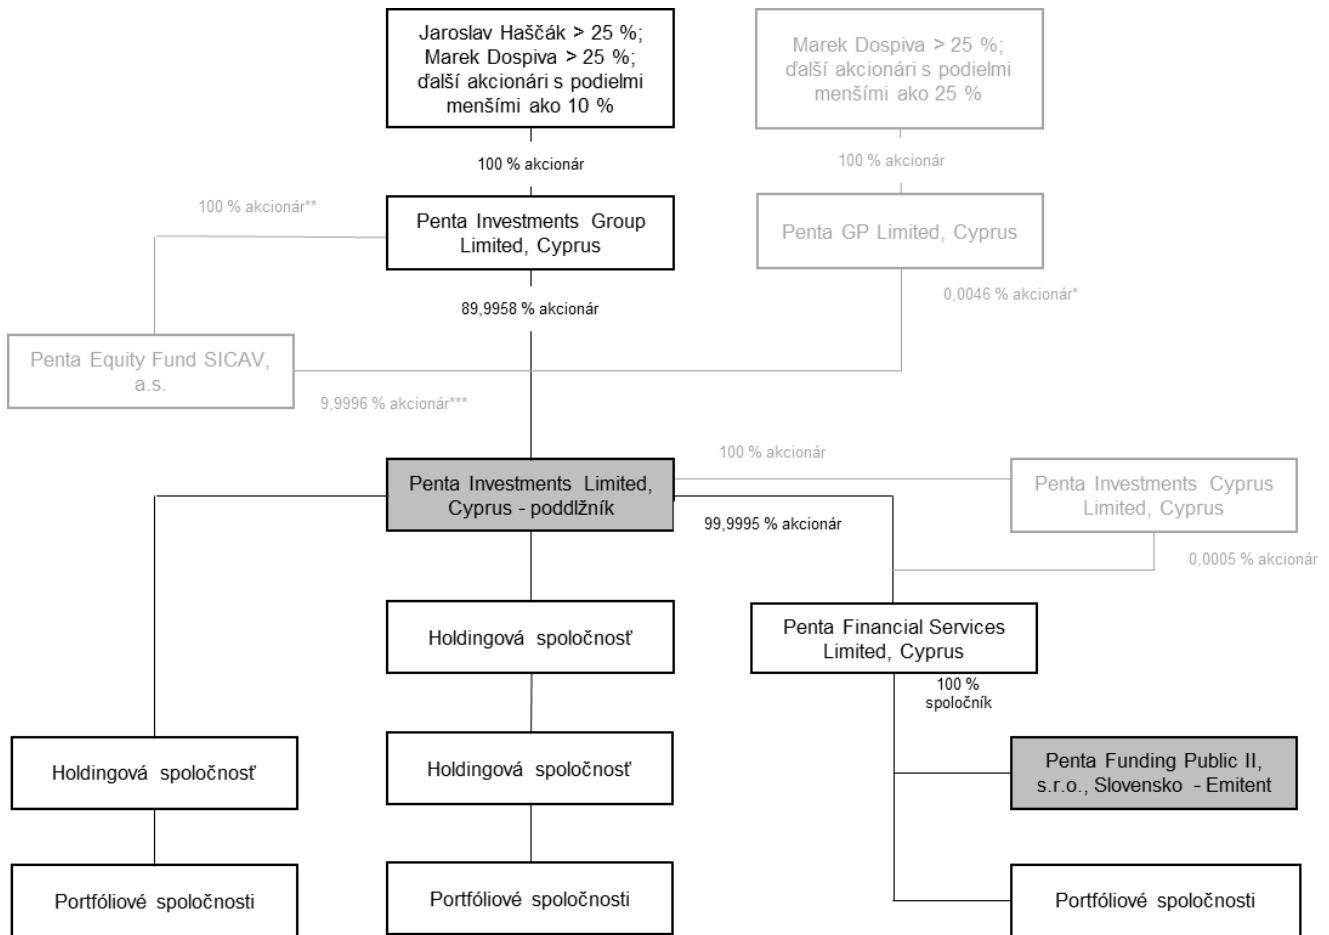 Jaroslav Haščák > 25 %;
Marek Dospiva > 25 %;
ďalší akcionári s podielmi
menšími ako 10 %
Marek Dospiva > 25 %;
ďalší akcionári s podielmi
menšími ako 25 %
100 % akcionár
100 % akcionár
100 % akcionár**
Penta Investments Group
Limited, Cyprus
Penta GP Limited, Cyprus
89,9958 % akcionár
0,0046 % akcionár*
Penta Equity Fund SICAV,
a.s.
9,9996 % akcionár***
Penta Investments Limited,
Cyprus - poddlžník
100 % akcionár
Penta Investments Cyprus
Limited, Cyprus
99,9995 % akcionár
0,0005 % akcionár
Holdingová spoločnosť
Penta Financial Services
Limited, Cyprus
100 %
spoločník
Holdingová spoločnosť
Holdingová spoločnosť
Penta Funding Public II,
s.r.o., Slovensko - Emitent
Portfóliové spoločnosti
Portfóliové spoločnosti
Portfóliové spoločnosti